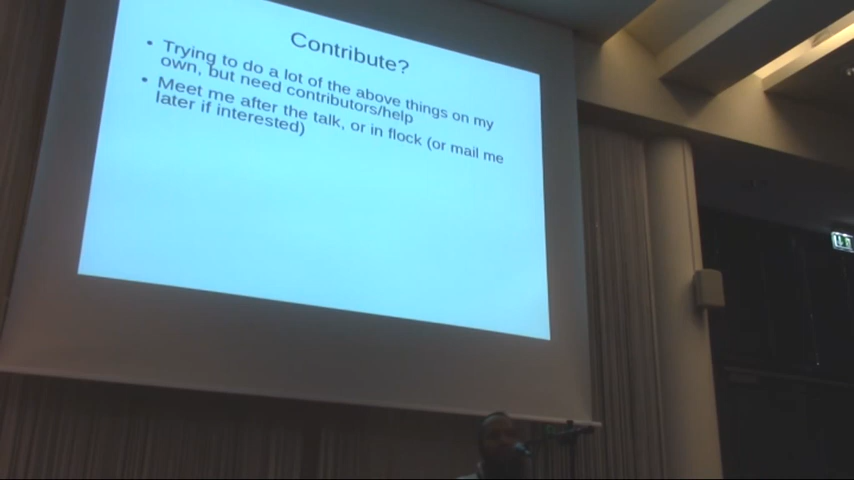 Contribute?
• Trying to do a lot of the above things on my
own, but need contributors/help
• Meet me after the talk, or in flock (or mail me
later if interested)